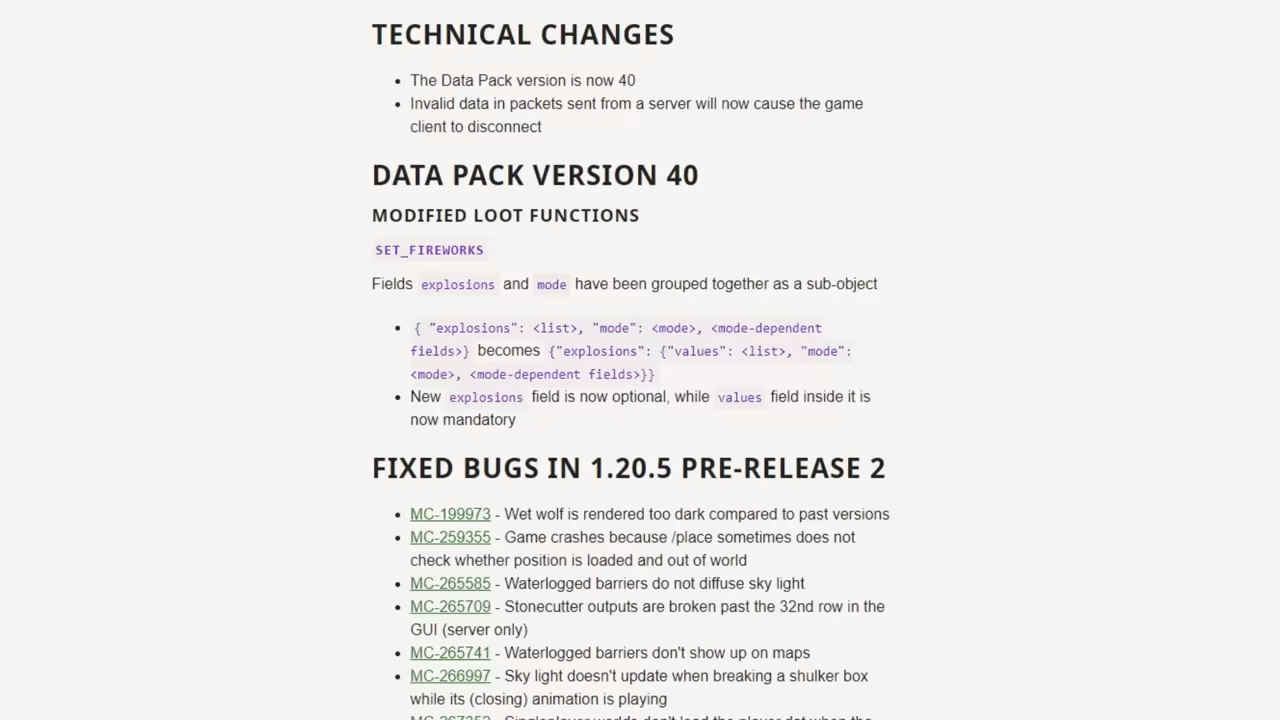 TECHNICAL CHANGES
The Data Pack version is now 40
Invalid data in packets sent from a server will now cause the game
client to disconnect
DATA PACK VERSION 40
MODIFIED LOOT FUNCTIONS
SET_FIREWORKS
Fields explosions and mode have been grouped together as a sub-object
{ "explosions": <list>, "mode": <mode>, <mode-dependent
fields>} becomes {"explosions": {"values": <list>, "mode":
<mode>, <mode-dependent fields>}}
New explosions field is now optional, while values field inside it is
now mandatory
FIXED BUGS IN 1.20.5 PRE-RELEASE 2
MC-199973 - Wet wolf is rendered too dark compared to past versions
MC-259355 - Game crashes because /place sometimes does not
check whether position is loaded and out of world
MC-265585 - Waterlogged barriers do not diffuse sky light
MC-265709 - Stonecutter outputs are broken past the 32nd row in the
GUI (server only)
MC-265741 - Waterlogged barriers don't show up on maps
MC-266997 - Sky light doesn't update when breaking a shulker box
while its (closing) animation is playing